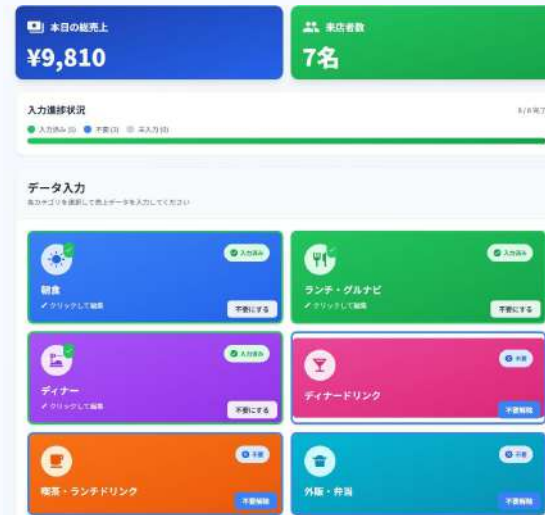 本日の総売上
¥9,810
来店者数
7名
入力進捗状況
8/8完了
入力済み (5) 不要 (3) 未入力 (0)
データ入力
各カテゴリを選択して売上データを入力してください
入力済み
朝食
クリックして編集
不要にする
入力済み
ランチ・グルナビ
クリックして編集
不要にする
入力済み
ディナー
クリックして編集
不要にする
不要
ディナードリンク
不要解除
不要
喫茶・ランチドリンク
不要解除
不要
外販・弁当
不要解除